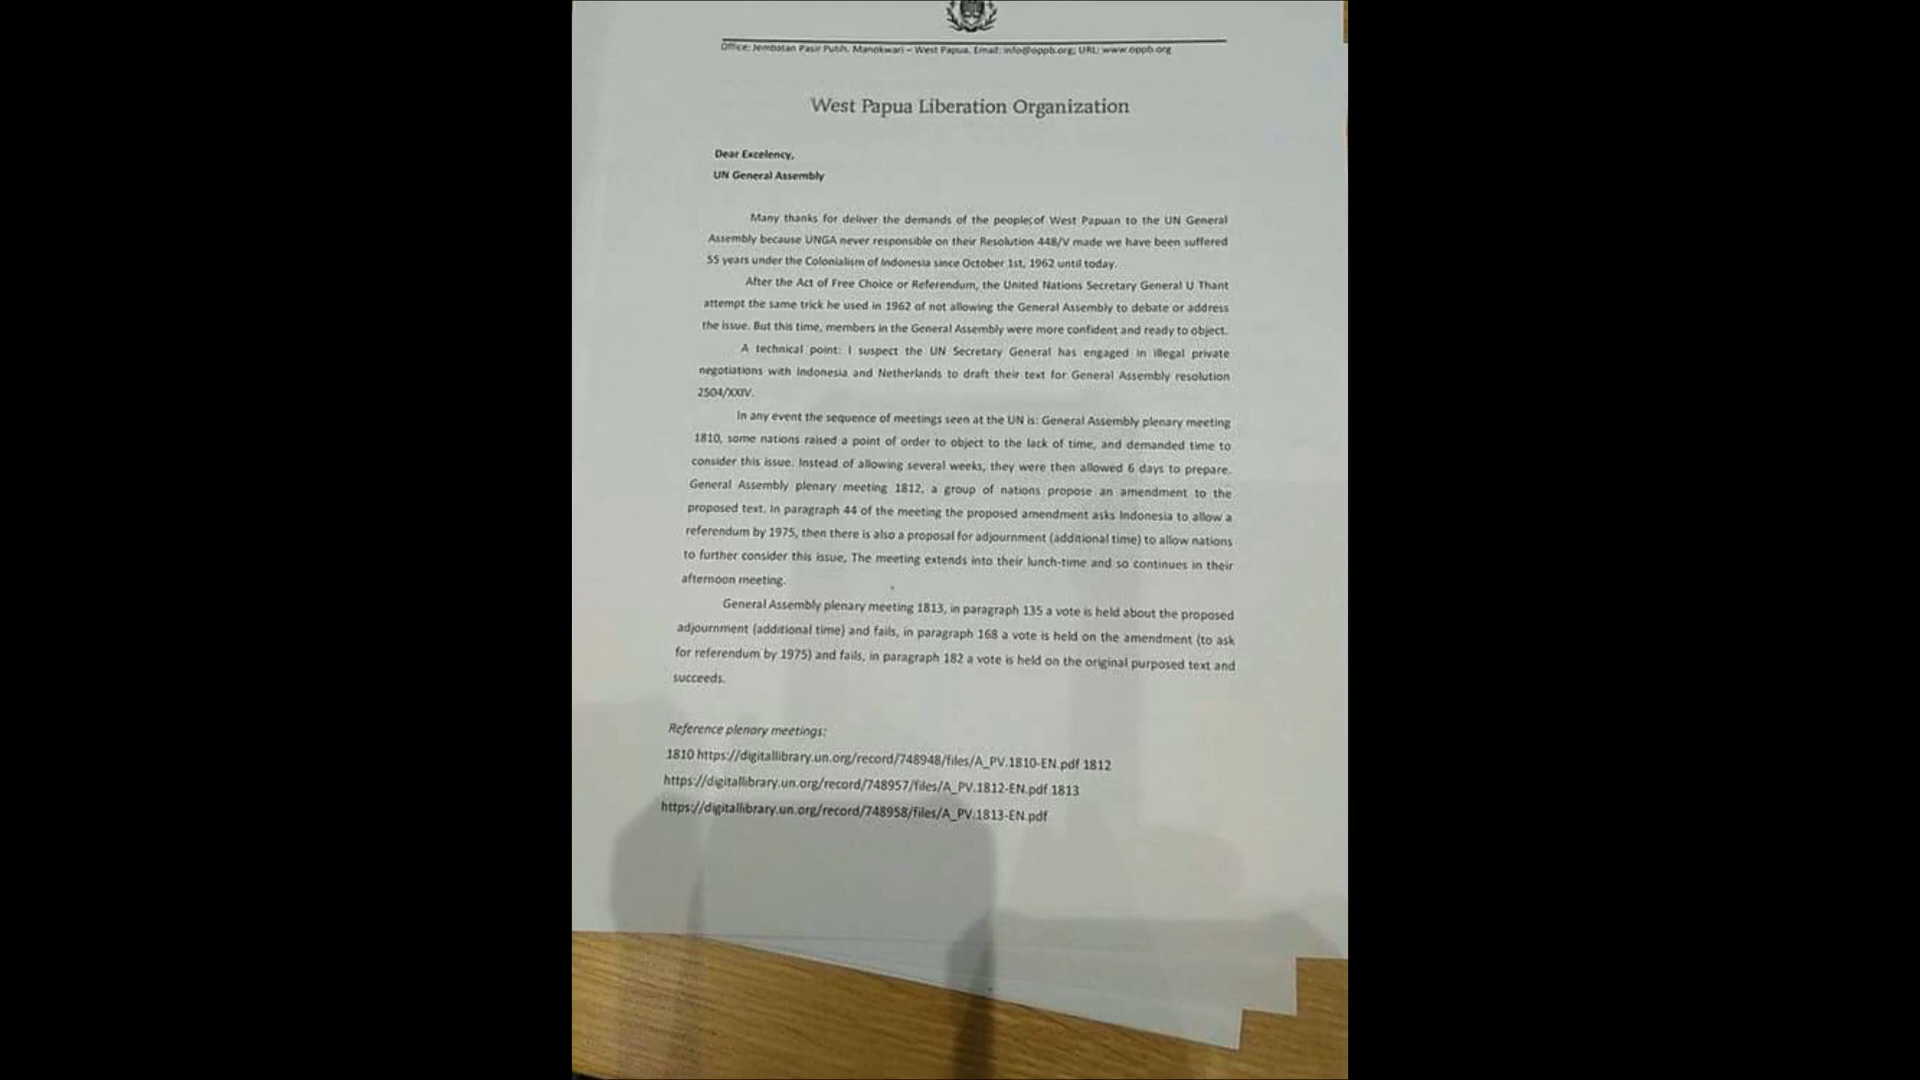 Office: Jembatan Pasir Putih, Manokwari – West Papua. Email: info@oppb.org; URL: www.oppb.org
West Papua Liberation Organization
Dear Excelency,
UN General Assembly
Many thanks for deliver the demands of the people;of West Papuan to the UN General
Assembly because UNGA never responsible on their Resolution 448/V made we have been suffered
55 years under the Colonialism of Indonesia since October 1st, 1962 until today.
After the Act of Free Choice or Referendum, the United Nations Secretary General U Thant
attempt the same trick he used in 1962 of not allowing the General Assembly to debate or address
the issue. But this time, members in the General Assembly were more confident and ready to object.
A technical point: I suspect the UN Secretary General has engaged in illegal private
negotiations with Indonesia and Netherlands to draft their text for General Assembly resolution
2504/XXIV.
In any event the sequence of meetings seen at the UN is: General Assembly plenary meeting
1810, some nations raised a point of order to object to the lack of time, and demanded time to
consider this issue. Instead of allowing several weeks, they were then allowed 6 days to prepare.
General Assembly plenary meeting 1812, a group of nations propose an amendment to the
proposed text. In paragraph 44 of the meeting the proposed amendment asks Indonesia to allow a
referendum by 1975, then there is also a proposal for adjournment (additional time) to allow nations
to further consider this issue, The meeting extends into their lunch-time and so continues in their
afternoon meeting.
General Assembly plenary meeting 1813, in paragraph 135 a vote is held about the proposed
adjournment (additional time) and fails, in paragraph 168 a vote is held on the amendment (to ask
for referendum by 1975) and fails, in paragraph 182 a vote is held on the original purposed text and
succeeds.
Reference plenary meetings:
1810 https://digitallibrary.un.org/record/748948/files/A_PV.1810-EN.pdf 1812
https://digitallibrary.un.org/record/748957/files/A_PV.1812-EN.pdf 1813
https://digitallibrary.un.org/record/748958/files/A_PV.1813-EN.pdf